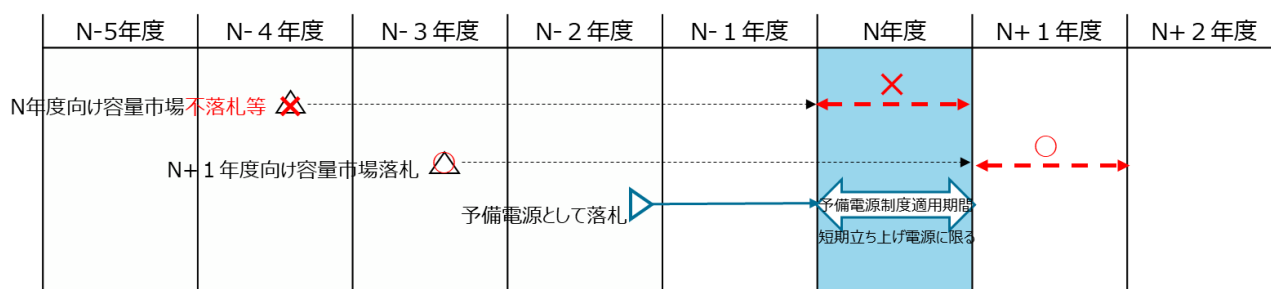 N-5年度 N-４年度 N-３年度 N-２年度 N-１年度 N年度 N+１年度 N+２年度
N年度向け容量市場不落札等
N+１年度向け容量市場落札
予備電源として落札
予備電源制度適用期間
短期立ち上げ電源に限る